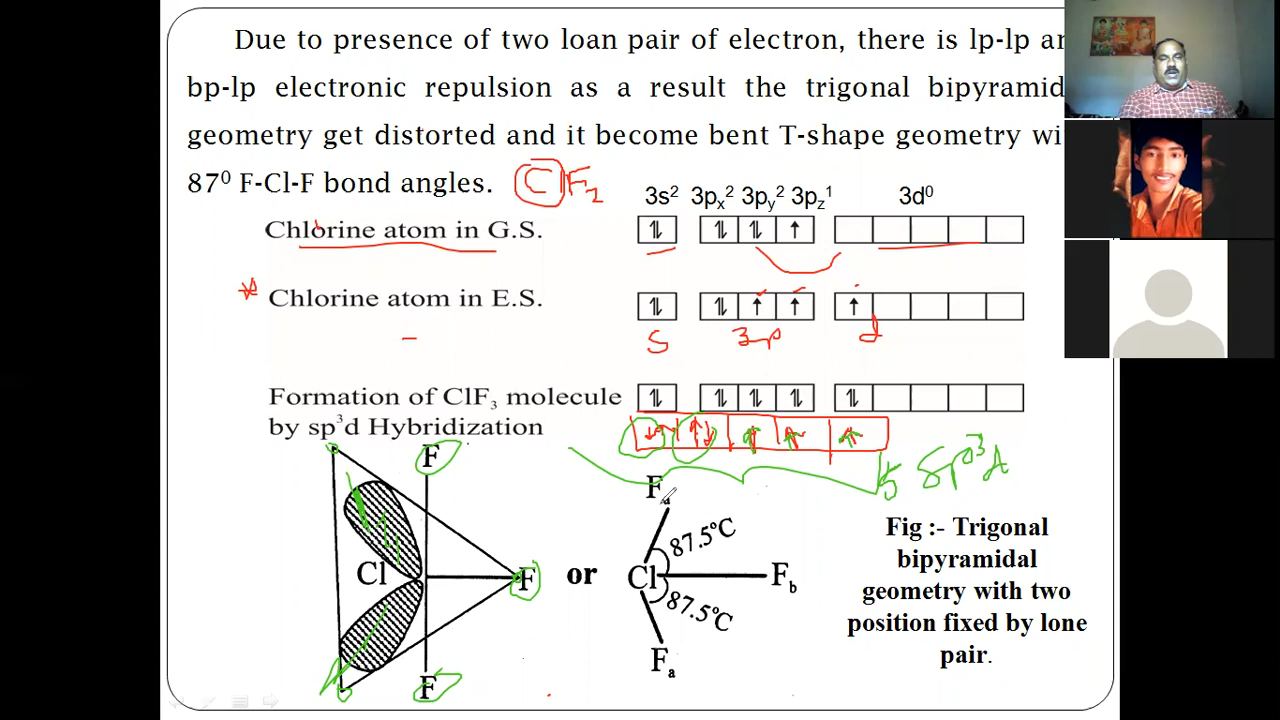 Due to presence of two loan pair of electron, there is lp-lp an
bp-lp electronic repulsion as a result the trigonal bipyramid
geometry get distorted and it become bent T-shape geometry wi
87⁰ F-Cl-F bond angles.
3s² 3pₓ² 3pᵧ² 3p_z¹ 3d⁰
Chlorine atom in G.S.
Chlorine atom in E.S.
S 3p d
Formation of ClF₃ molecule
by sp³d Hybridization
5 sp³d
F
Cl
F
F
or
Fₐ
87.5°C
Cl
F_b
87.5°C
Fₐ
Fig :- Trigonal
bipyramidal
geometry with two
position fixed by lone
pair.